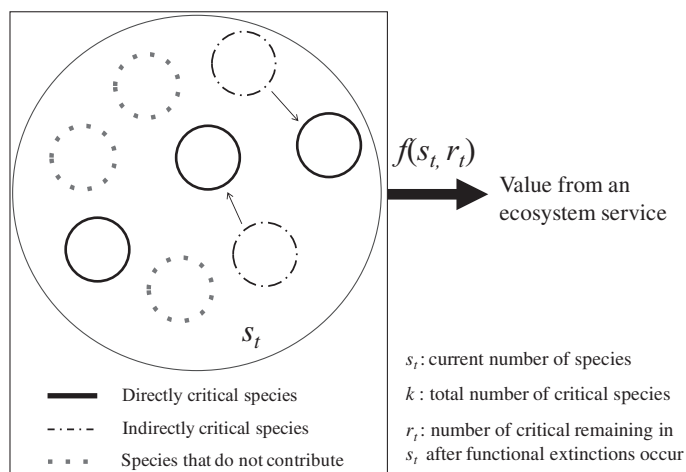 f(s_t, r_t)
Value from an
ecosystem service
s_t
s_t : current number of species
k : total number of critical species
r_t : number of critical remaining in
s_t after functional extinctions occur
Directly critical species
Indirectly critical species
Species that do not contribute